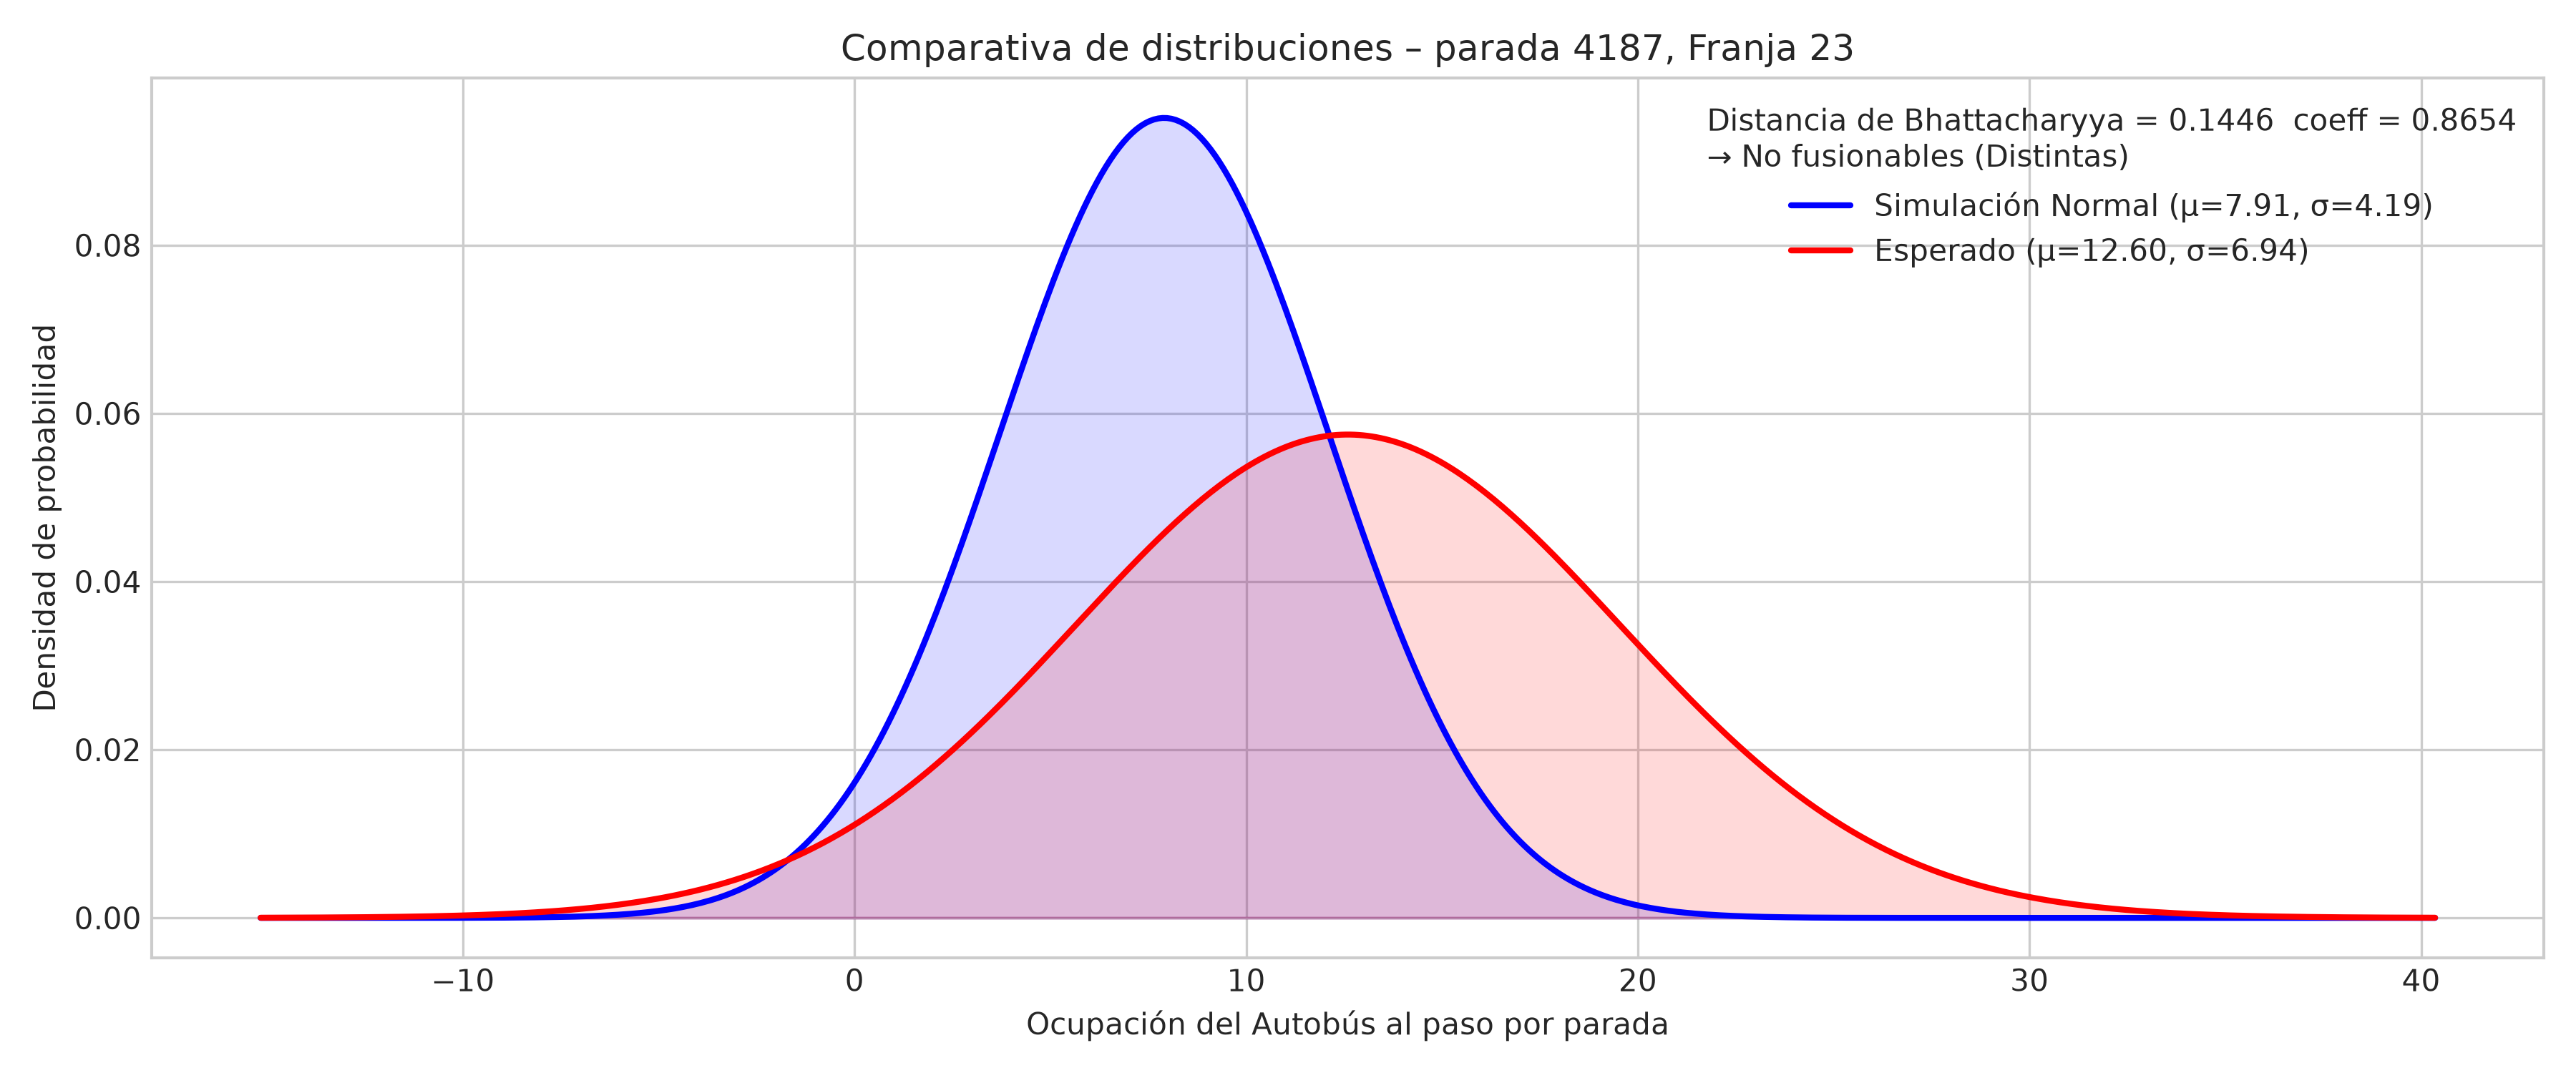 Comparativa de distribuciones – parada 4187, Franja 23
Distancia de Bhattacharyya = 0.1446  coeff = 0.8654
→ No fusionables (Distintas)
Simulación Normal (μ=7.91, σ=4.19)
Esperado (μ=12.60, σ=6.94)
Densidad de probabilidad
0.08
0.06
0.04
0.02
0.00
−10 0 10 20 30 40
Ocupación del Autobús al paso por parada